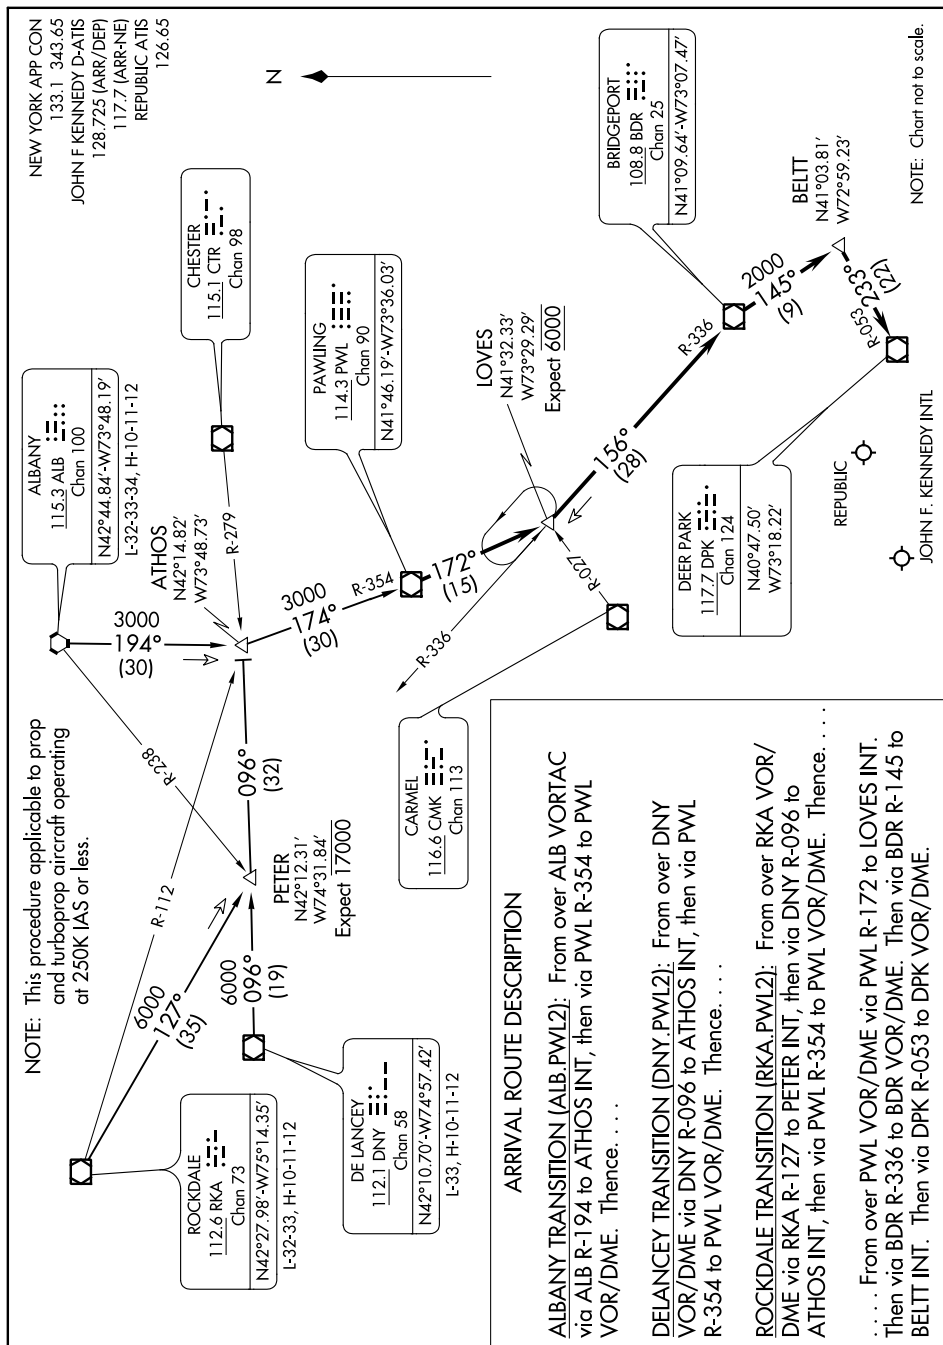 NEW YORK APP CON
133.1 343.65
JOHN F KENNEDY D-ATIS
128.725 (ARR/DEP)
117.7 (ARR-NE)
REPUBLIC ATIS
126.65
NOTE: This procedure applicable to prop
and turboprop aircraft operating
at 250K IAS or less.
N
ALBANY
115.3 ALB
Chan 100
N42°44.84'-W73°48.19'
L-32-33-34, H-10-11-12
CHESTER
115.1 CTR
Chan 98
ROCKDALE
112.6 RKA
Chan 73
N42°27.98'-W75°14.35'
L-32-33, H-10-11-12
DE LANCEY
112.1 DNY
Chan 58
N42°10.70'-W74°57.42'
L-33, H-10-11-12
6000
127°
(35)
R-112
R-238
6000
096°
(19)
PETER
N42°12.31'
W74°31.84'
Expect 17000
096°
(32)
3000
194°
(30)
ATHOS
N42°14.82'
W73°48.73'
R-279
3000
174°
(30)
R-354
PAWLING
114.3 PWL
Chan 90
N41°46.19'-W73°36.03'
172°
(15)
R-336
CARMEL
116.6 CMK
Chan 113
R-027
LOVES
N41°32.33'
W73°29.29'
Expect 6000
156°
(28)
R-336
BRIDGEPORT
108.8 BDR
Chan 25
N41°09.64'-W73°07.47'
2000
145°
(9)
BELTT
N41°03.81'
W72°59.23'
R-053
233°
(22)
DEER PARK
117.7 DPK
Chan 124
N40°47.50'
W73°18.22'
REPUBLIC
JOHN F. KENNEDY INTL
NOTE: Chart not to scale.
ARRIVAL ROUTE DESCRIPTION
ALBANY TRANSITION (ALB.PWL2): From over ALB VORTAC
via ALB R-194 to ATHOS INT, then via PWL R-354 to PWL
VOR/DME. Thence. . . .
DELANCEY TRANSITION (DNY.PWL2): From over DNY
VOR/DME via DNY R-096 to ATHOS INT, then via PWL
R-354 to PWL VOR/DME. Thence. . . .
ROCKDALE TRANSITION (RKA.PWL2): From over RKA VOR/
DME via RKA R-127 to PETER INT, then via DNY R-096 to
ATHOS INT, then via PWL R-354 to PWL VOR/DME. Thence. . . .
. . . . From over PWL VOR/DME via PWL R-172 to LOVES INT.
Then via BDR R-336 to BDR VOR/DME. Then via BDR R-145 to
BELTT INT. Then via DPK R-053 to DPK VOR/DME.